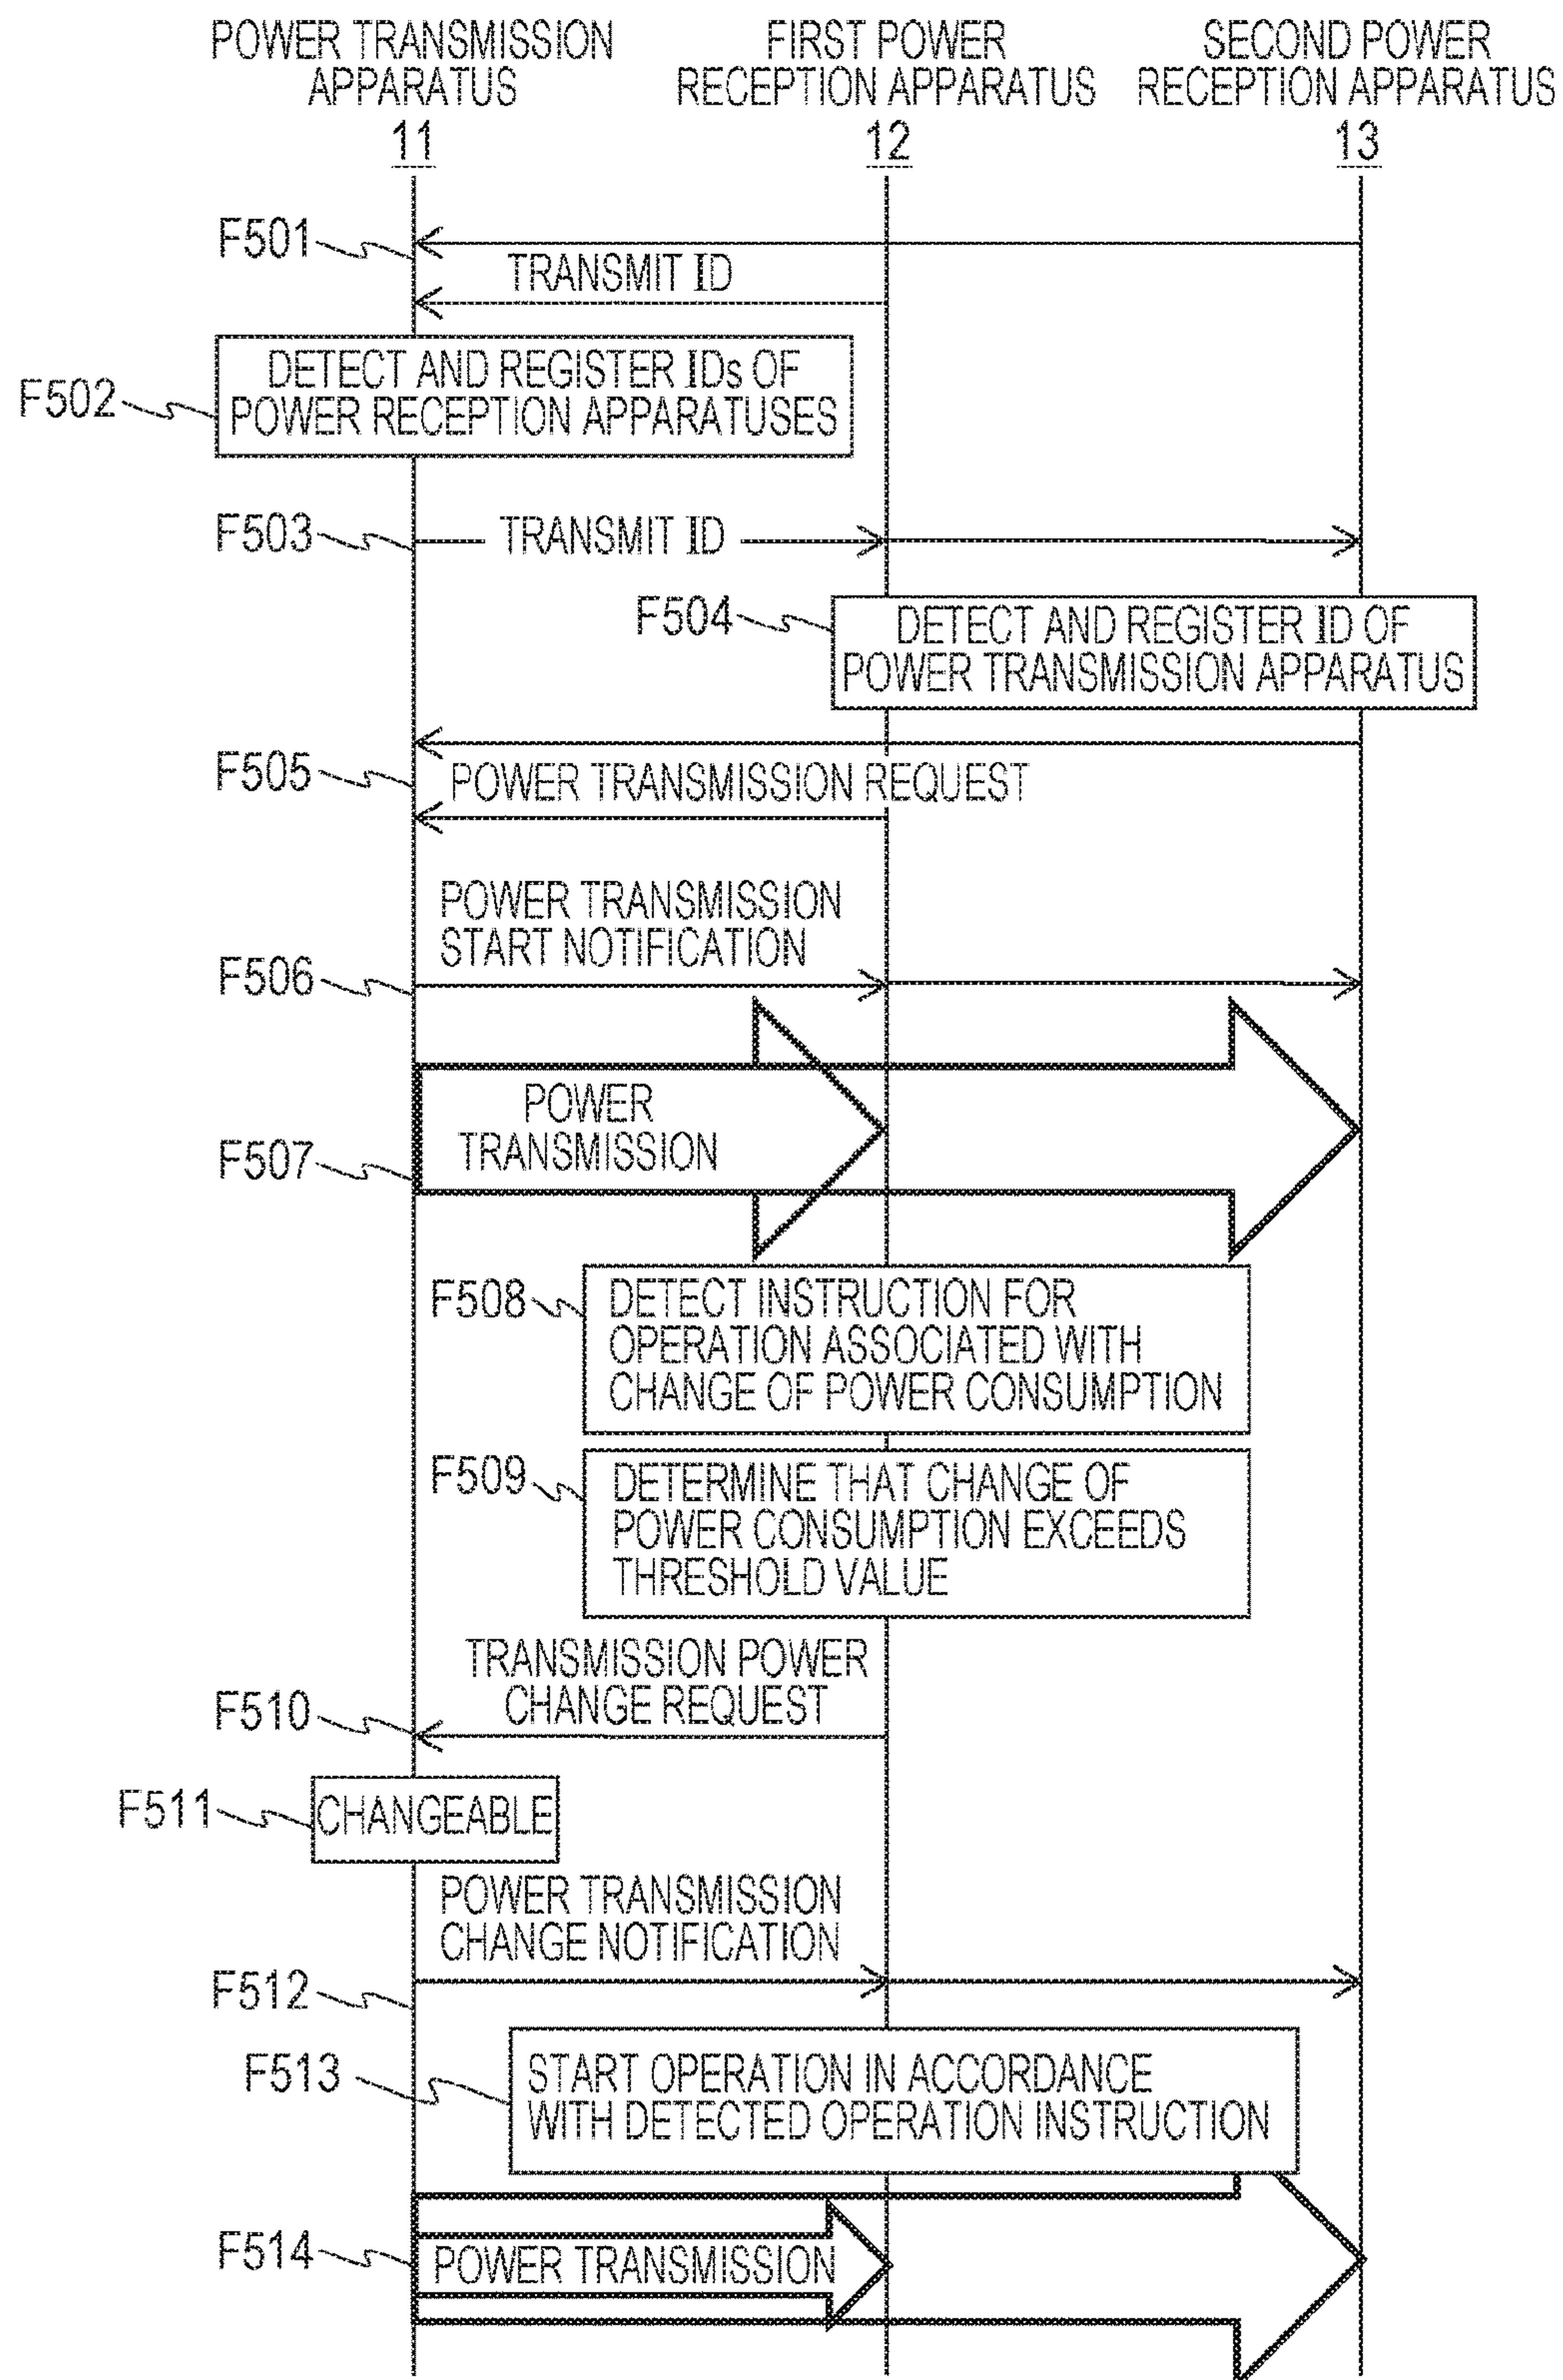 POWER TRANSMISSION
APPARATUS
11
FIRST POWER
RECEPTION APPARATUS
12
SECOND POWER
RECEPTION APPARATUS
13
F501
TRANSMIT ID
F502
DETECT AND REGISTER IDs OF
POWER RECEPTION APPARATUSES
F503
TRANSMIT ID
F504
DETECT AND REGISTER ID OF
POWER TRANSMISSION APPARATUS
F505
POWER TRANSMISSION REQUEST
POWER TRANSMISSION
START NOTIFICATION
F506
POWER
TRANSMISSION
F507
F508
DETECT INSTRUCTION FOR
OPERATION ASSOCIATED WITH
CHANGE OF POWER CONSUMPTION
F509
DETERMINE THAT CHANGE OF
POWER CONSUMPTION EXCEEDS
THRESHOLD VALUE
TRANSMISSION POWER
CHANGE REQUEST
F510
F511
CHANGEABLE
POWER TRANSMISSION
CHANGE NOTIFICATION
F512
F513
START OPERATION IN ACCORDANCE
WITH DETECTED OPERATION INSTRUCTION
F514
POWER TRANSMISSION